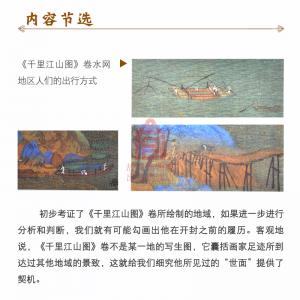 内容节选
《千里江山图》卷水网
地区人们的出行方式
初步考证了《千里江山图》卷所绘制的地域，如果进一步进行
分析和判断，我们就有可能勾画出他在开封之前的履历。客观地
说，《千里江山图》卷不是某一地的写生图，它囊括画家足迹所到
达过其他地域的景致，这就给我们细究他所见过的“世面”提供了
契机。